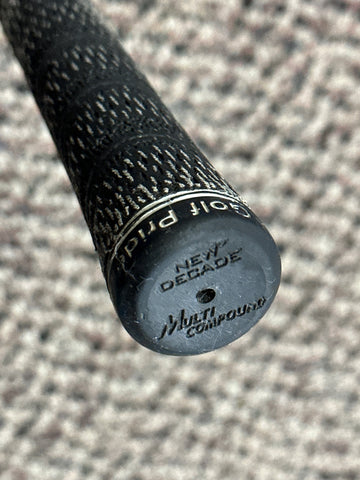 Golf Pride
NEW
DECADE
MULTI
COMPOUND